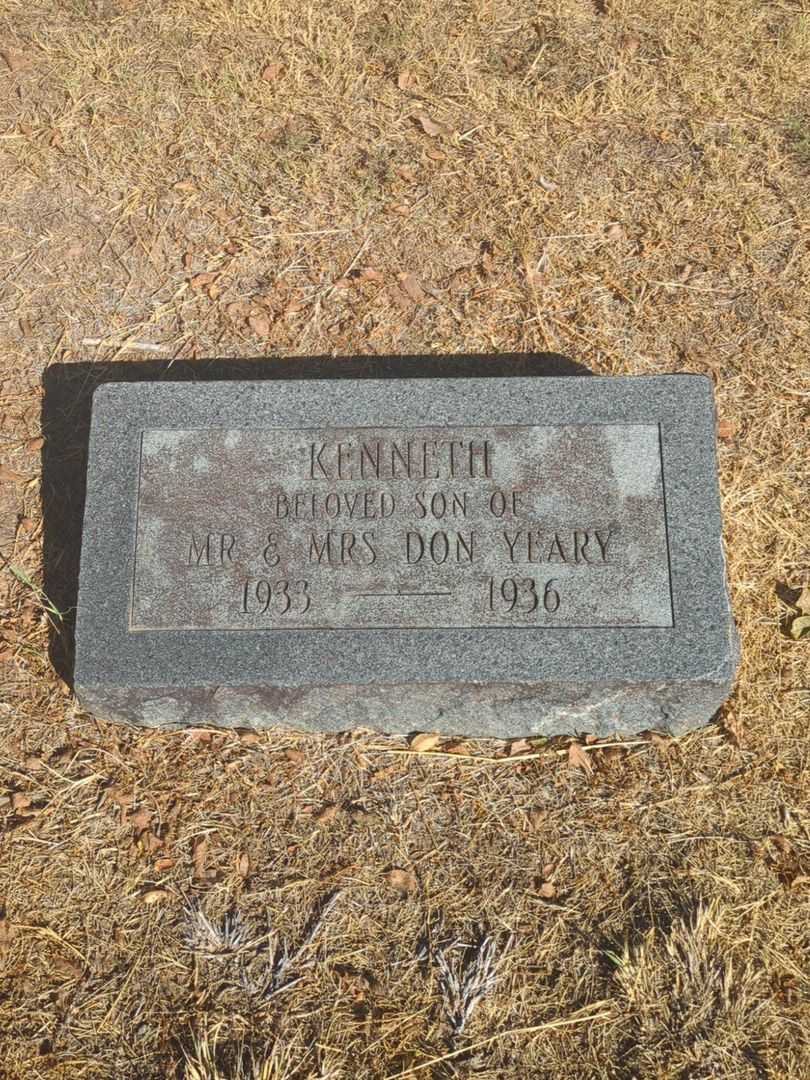 KENNETH
BELOVED SON OF
MR & MRS DON YEARY
1933 — 1936